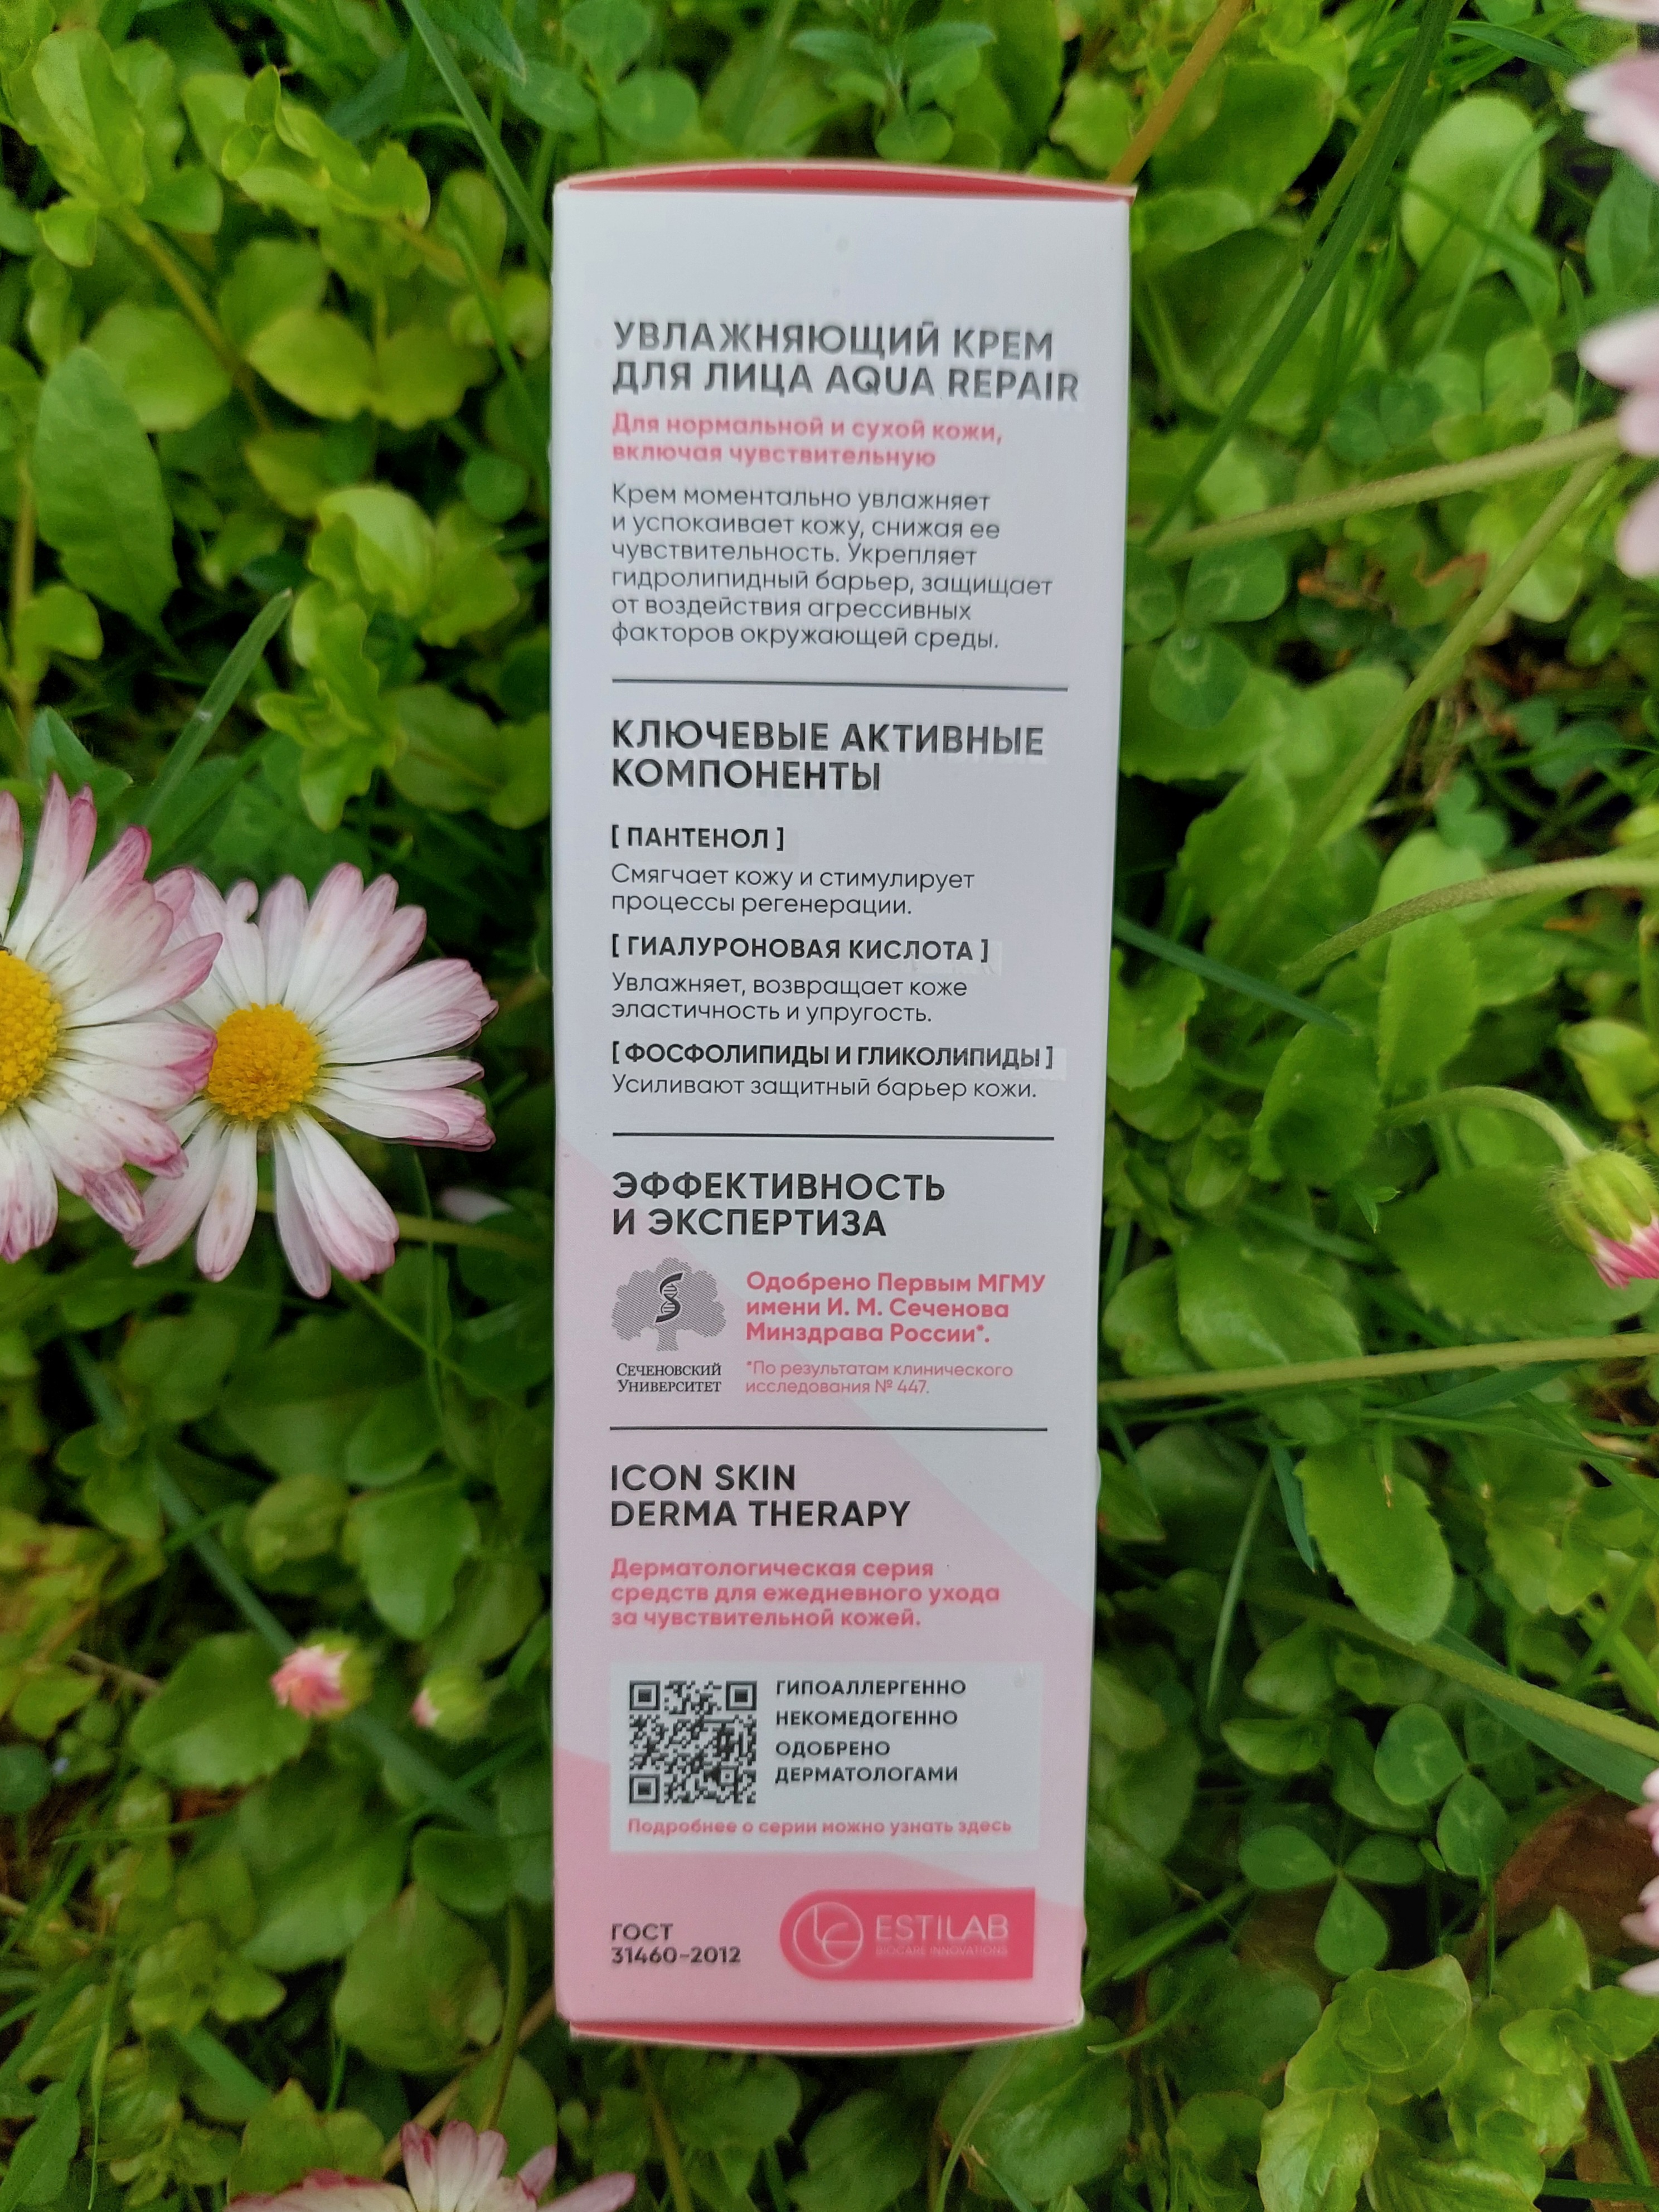 УВЛАЖНЯЮЩИЙ КРЕМ
ДЛЯ ЛИЦА AQUA REPAIR
Для нормальной и сухой кожи,
включая чувствительную
Крем моментально увлажняет
и успокаивает кожу, снижая ее
чувствительность. Укрепляет
гидролипидный барьер, защищает
от воздействия агрессивных
факторов окружающей среды.
КЛЮЧЕВЫЕ АКТИВНЫЕ
КОМПОНЕНТЫ
[ ПАНТЕНОЛ ]
Смягчает кожу и стимулирует
процессы регенерации.
[ ГИАЛУРОНОВАЯ КИСЛОТА ]
Увлажняет, возвращает коже
эластичность и упругость.
[ ФОСФОЛИПИДЫ И ГЛИКОЛИПИДЫ ]
Усиливают защитный барьер кожи.
ЭФФЕКТИВНОСТЬ
И ЭКСПЕРТИЗА
СЕЧЕНОВСКИЙ
УНИВЕРСИТЕТ
Одобрено Первым МГМУ
имени И. М. Сеченова
Минздрава России*.
*По результатам клинического
исследования № 447.
ICON SKIN
DERMA THERAPY
Дерматологическая серия
средств для ежедневного ухода
за чувствительной кожей.
ГИПОАЛЛЕРГЕННО
НЕКОМЕДОГЕННО
ОДОБРЕНО
ДЕРМАТОЛОГАМИ
Подробнее о серии можно узнать здесь
ГОСТ
31460-2012
ESTILAB
BIOCARE INNOVATIONS